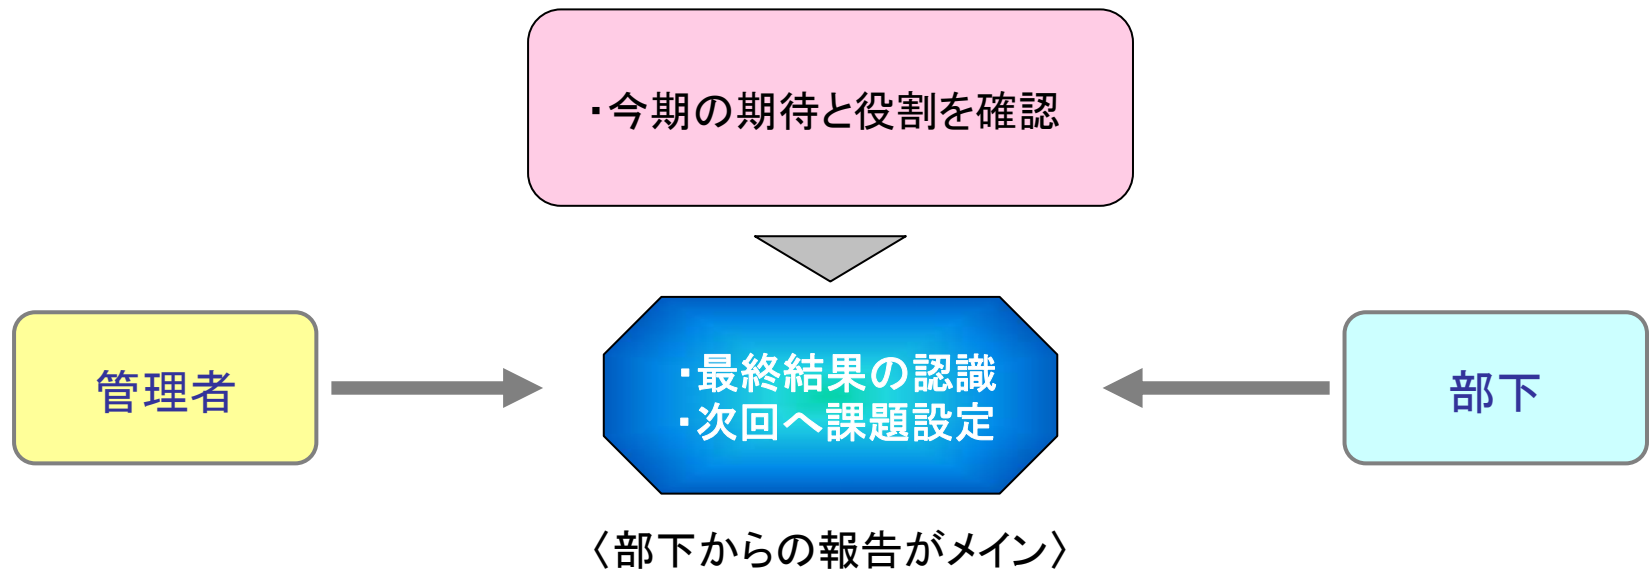 ・今期の期待と役割を確認
管理者
・最終結果の認識
・次回へ課題設定
部下
〈部下からの報告がメイン〉